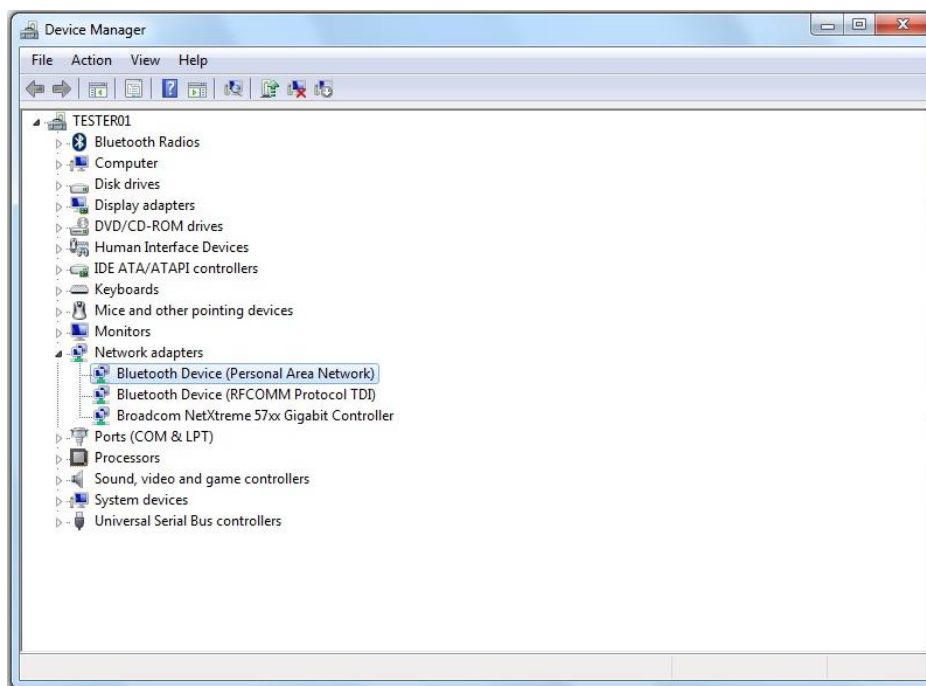 Device Manager
File Action View Help
TESTER01
Bluetooth Radios
Computer
Disk drives
Display adapters
DVD/CD-ROM drives
Human Interface Devices
IDE ATA/ATAPI controllers
Keyboards
Mice and other pointing devices
Monitors
Network adapters
Bluetooth Device (Personal Area Network)
Bluetooth Device (RFCOMM Protocol TDI)
Broadcom NetXtreme 57xx Gigabit Controller
Ports (COM & LPT)
Processors
Sound, video and game controllers
System devices
Universal Serial Bus controllers